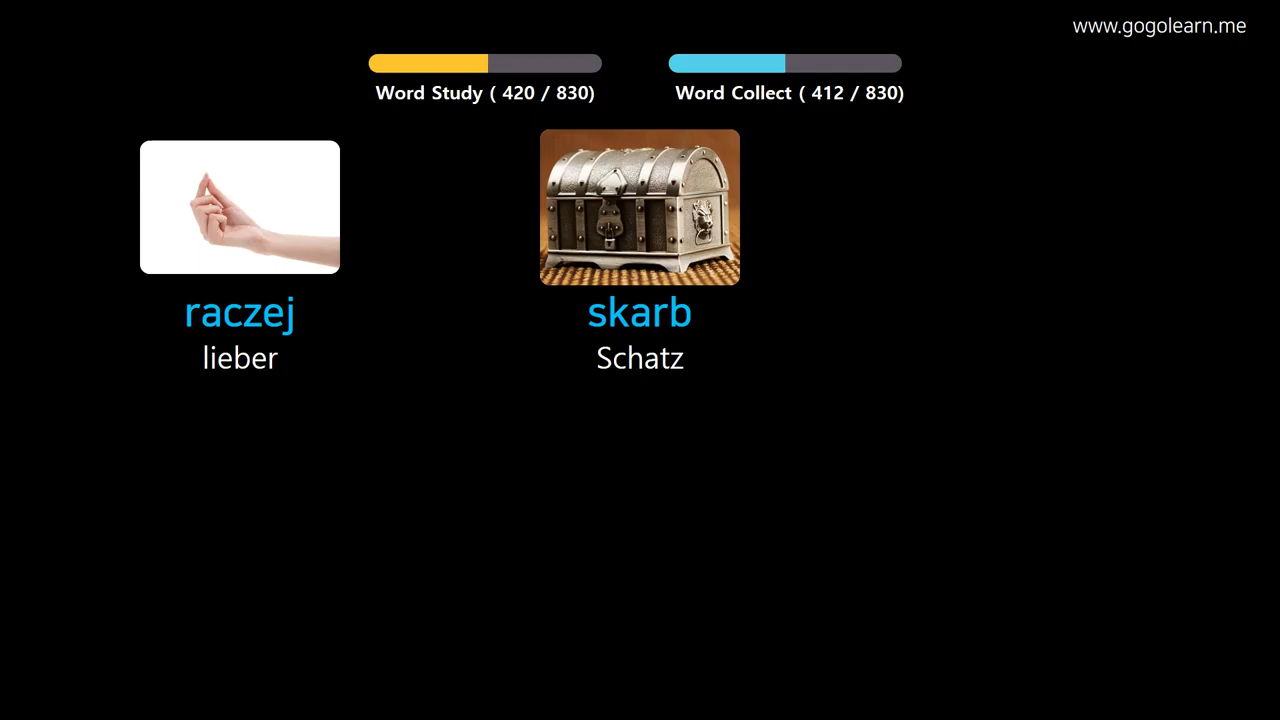 www.gogolearn.me
Word Study ( 420 / 830)
Word Collect ( 412 / 830)
raczej
lieber
skarb
Schatz